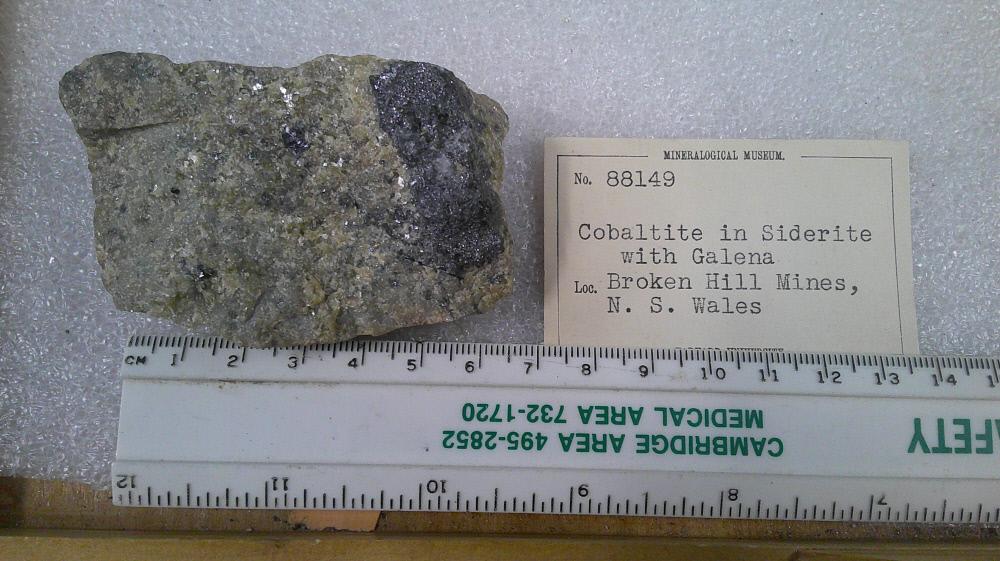 MINERALOGICAL MUSEUM.
No. 88149
Cobaltite in Siderite
with Galena
Loc. Broken Hill Mines,
N. S. Wales
CM 1 2 3 4 5 6 7 8 9 10 11 12 13 14
MEDICAL AREA 732-1720
CAMBRIDGE AREA 495-2852
AFETY
12 11 10 9 8 7